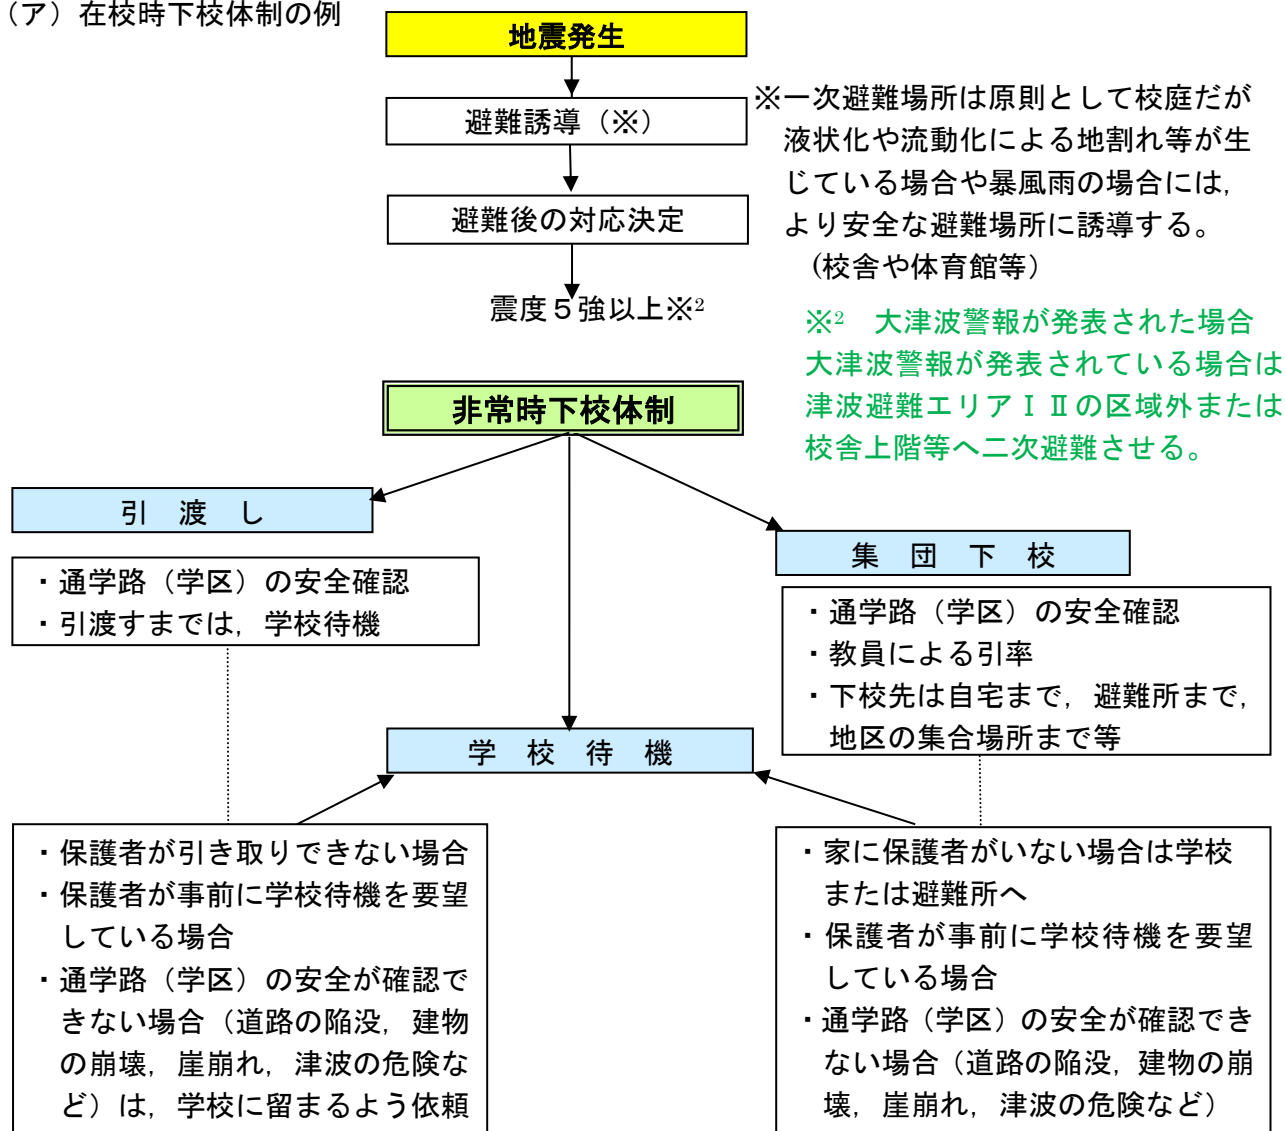 （ア）在校時下校体制の例
地震発生
避難誘導（※）
※一次避難場所は原則として校庭だが
液状化や流動化による地割れ等が生
じている場合や暴風雨の場合には，
より安全な避難場所に誘導する。
(校舎や体育館等）
避難後の対応決定
震度５強以上※2
※2　大津波警報が発表された場合
大津波警報が発表されている場合は
津波避難エリアⅠⅡの区域外または
校舎上階等へ二次避難させる。
非常時下校体制
引　渡　し
・通学路（学区）の安全確認
・引渡すまでは，学校待機
集　団　下　校
・通学路（学区）の安全確認
・教員による引率
・下校先は自宅まで，避難所まで，
地区の集合場所まで等
学　校　待　機
・保護者が引き取りできない場合
・保護者が事前に学校待機を要望
している場合
・通学路（学区）の安全が確認で
きない場合（道路の陥没，建物
の崩壊，崖崩れ，津波の危険な
ど）は，学校に留まるよう依頼
・家に保護者がいない場合は学校
または避難所へ
・保護者が事前に学校待機を要望
している場合
・通学路（学区）の安全が確認でき
ない場合（道路の陥没，建物の崩
壊，崖崩れ，津波の危険など）